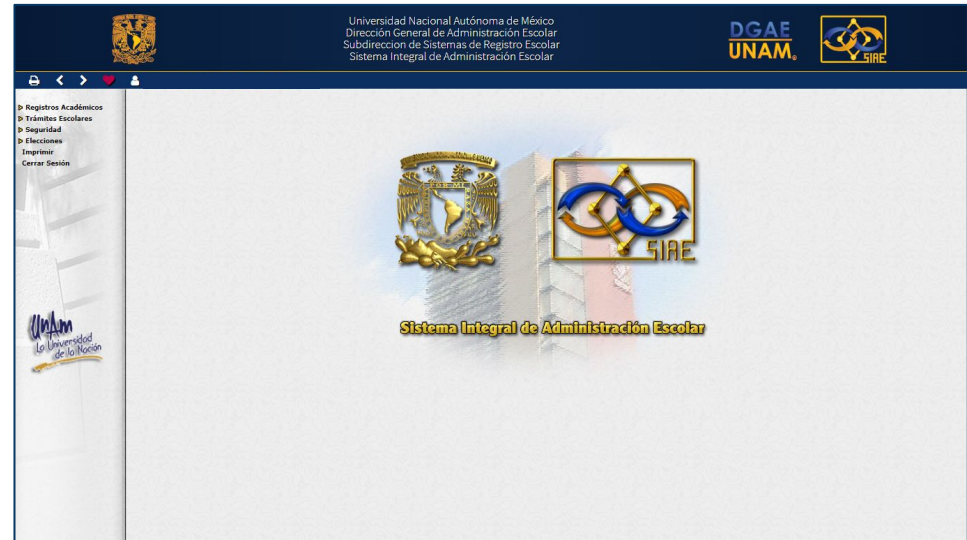 Universidad Nacional Autónoma de México
Dirección General de Administración Escolar
Subdireccion de Sistemas de Registro Escolar
Sistema Integral de Administración Escolar
DGAE
UNAM®
SIAE
Registros Académicos
Trámites Escolares
Seguridad
Elecciones
Imprimir
Cerrar Sesión
POR MI
SIAE
Sistema Integral de Administración Escolar
UNAM
La Universidad
de la Nación